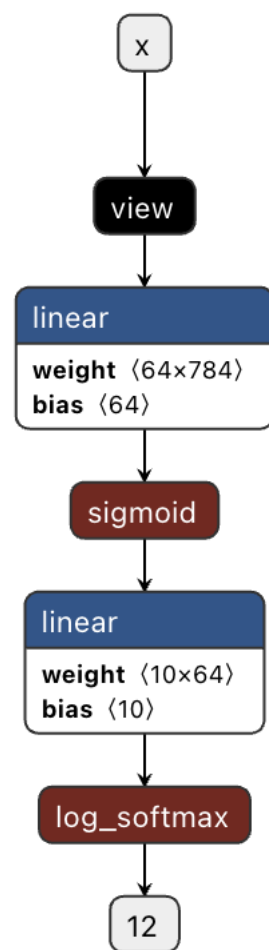 x
view
linear
weight ⟨64×784⟩
bias ⟨64⟩
sigmoid
linear
weight ⟨10×64⟩
bias ⟨10⟩
log_softmax
12